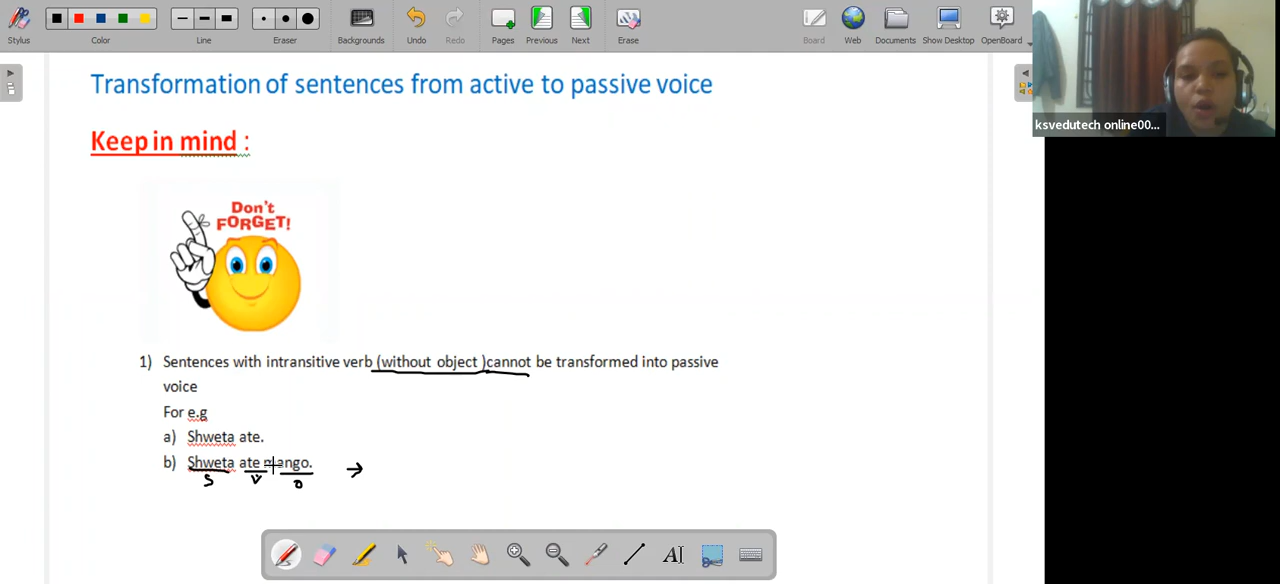 Stylus
Color
Line
Eraser
Backgrounds
Undo
Redo
Pages
Previous
Next
Erase
Board
Web
Documents
Show Desktop
OpenBoard
Transformation of sentences from active to passive voice
Keep in mind :
Don't
FORGET!
ksvedutech online00...
1) Sentences with intransitive verb (without object )cannot be transformed into passive
voice
For e.g
a) Shweta ate.
b) Shweta ate mango.
S V O →
A